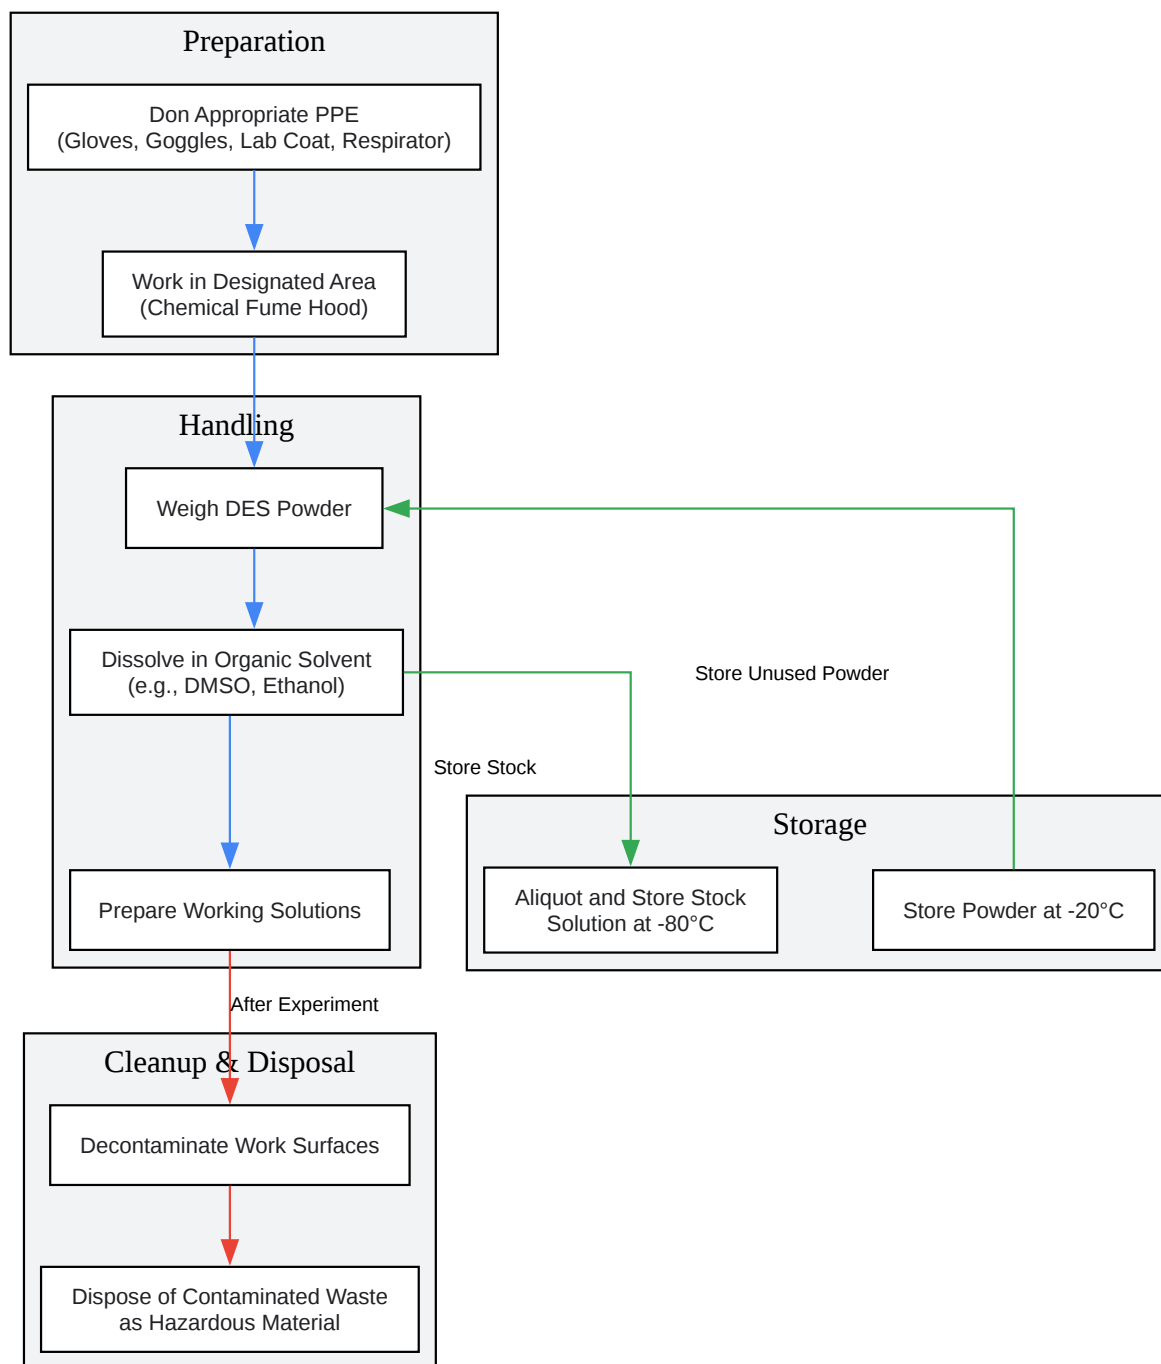 Preparation
Don Appropriate PPE
(Gloves, Goggles, Lab Coat, Respirator)
Work in Designated Area
(Chemical Fume Hood)
Handling
Weigh DES Powder
Dissolve in Organic Solvent
(e.g., DMSO, Ethanol)
Store Unused Powder
Store Stock
Storage
Prepare Working Solutions
Aliquot and Store Stock
Solution at -80°C
Store Powder at -20°C
After Experiment
Cleanup & Disposal
Decontaminate Work Surfaces
Dispose of Contaminated Waste
as Hazardous Material